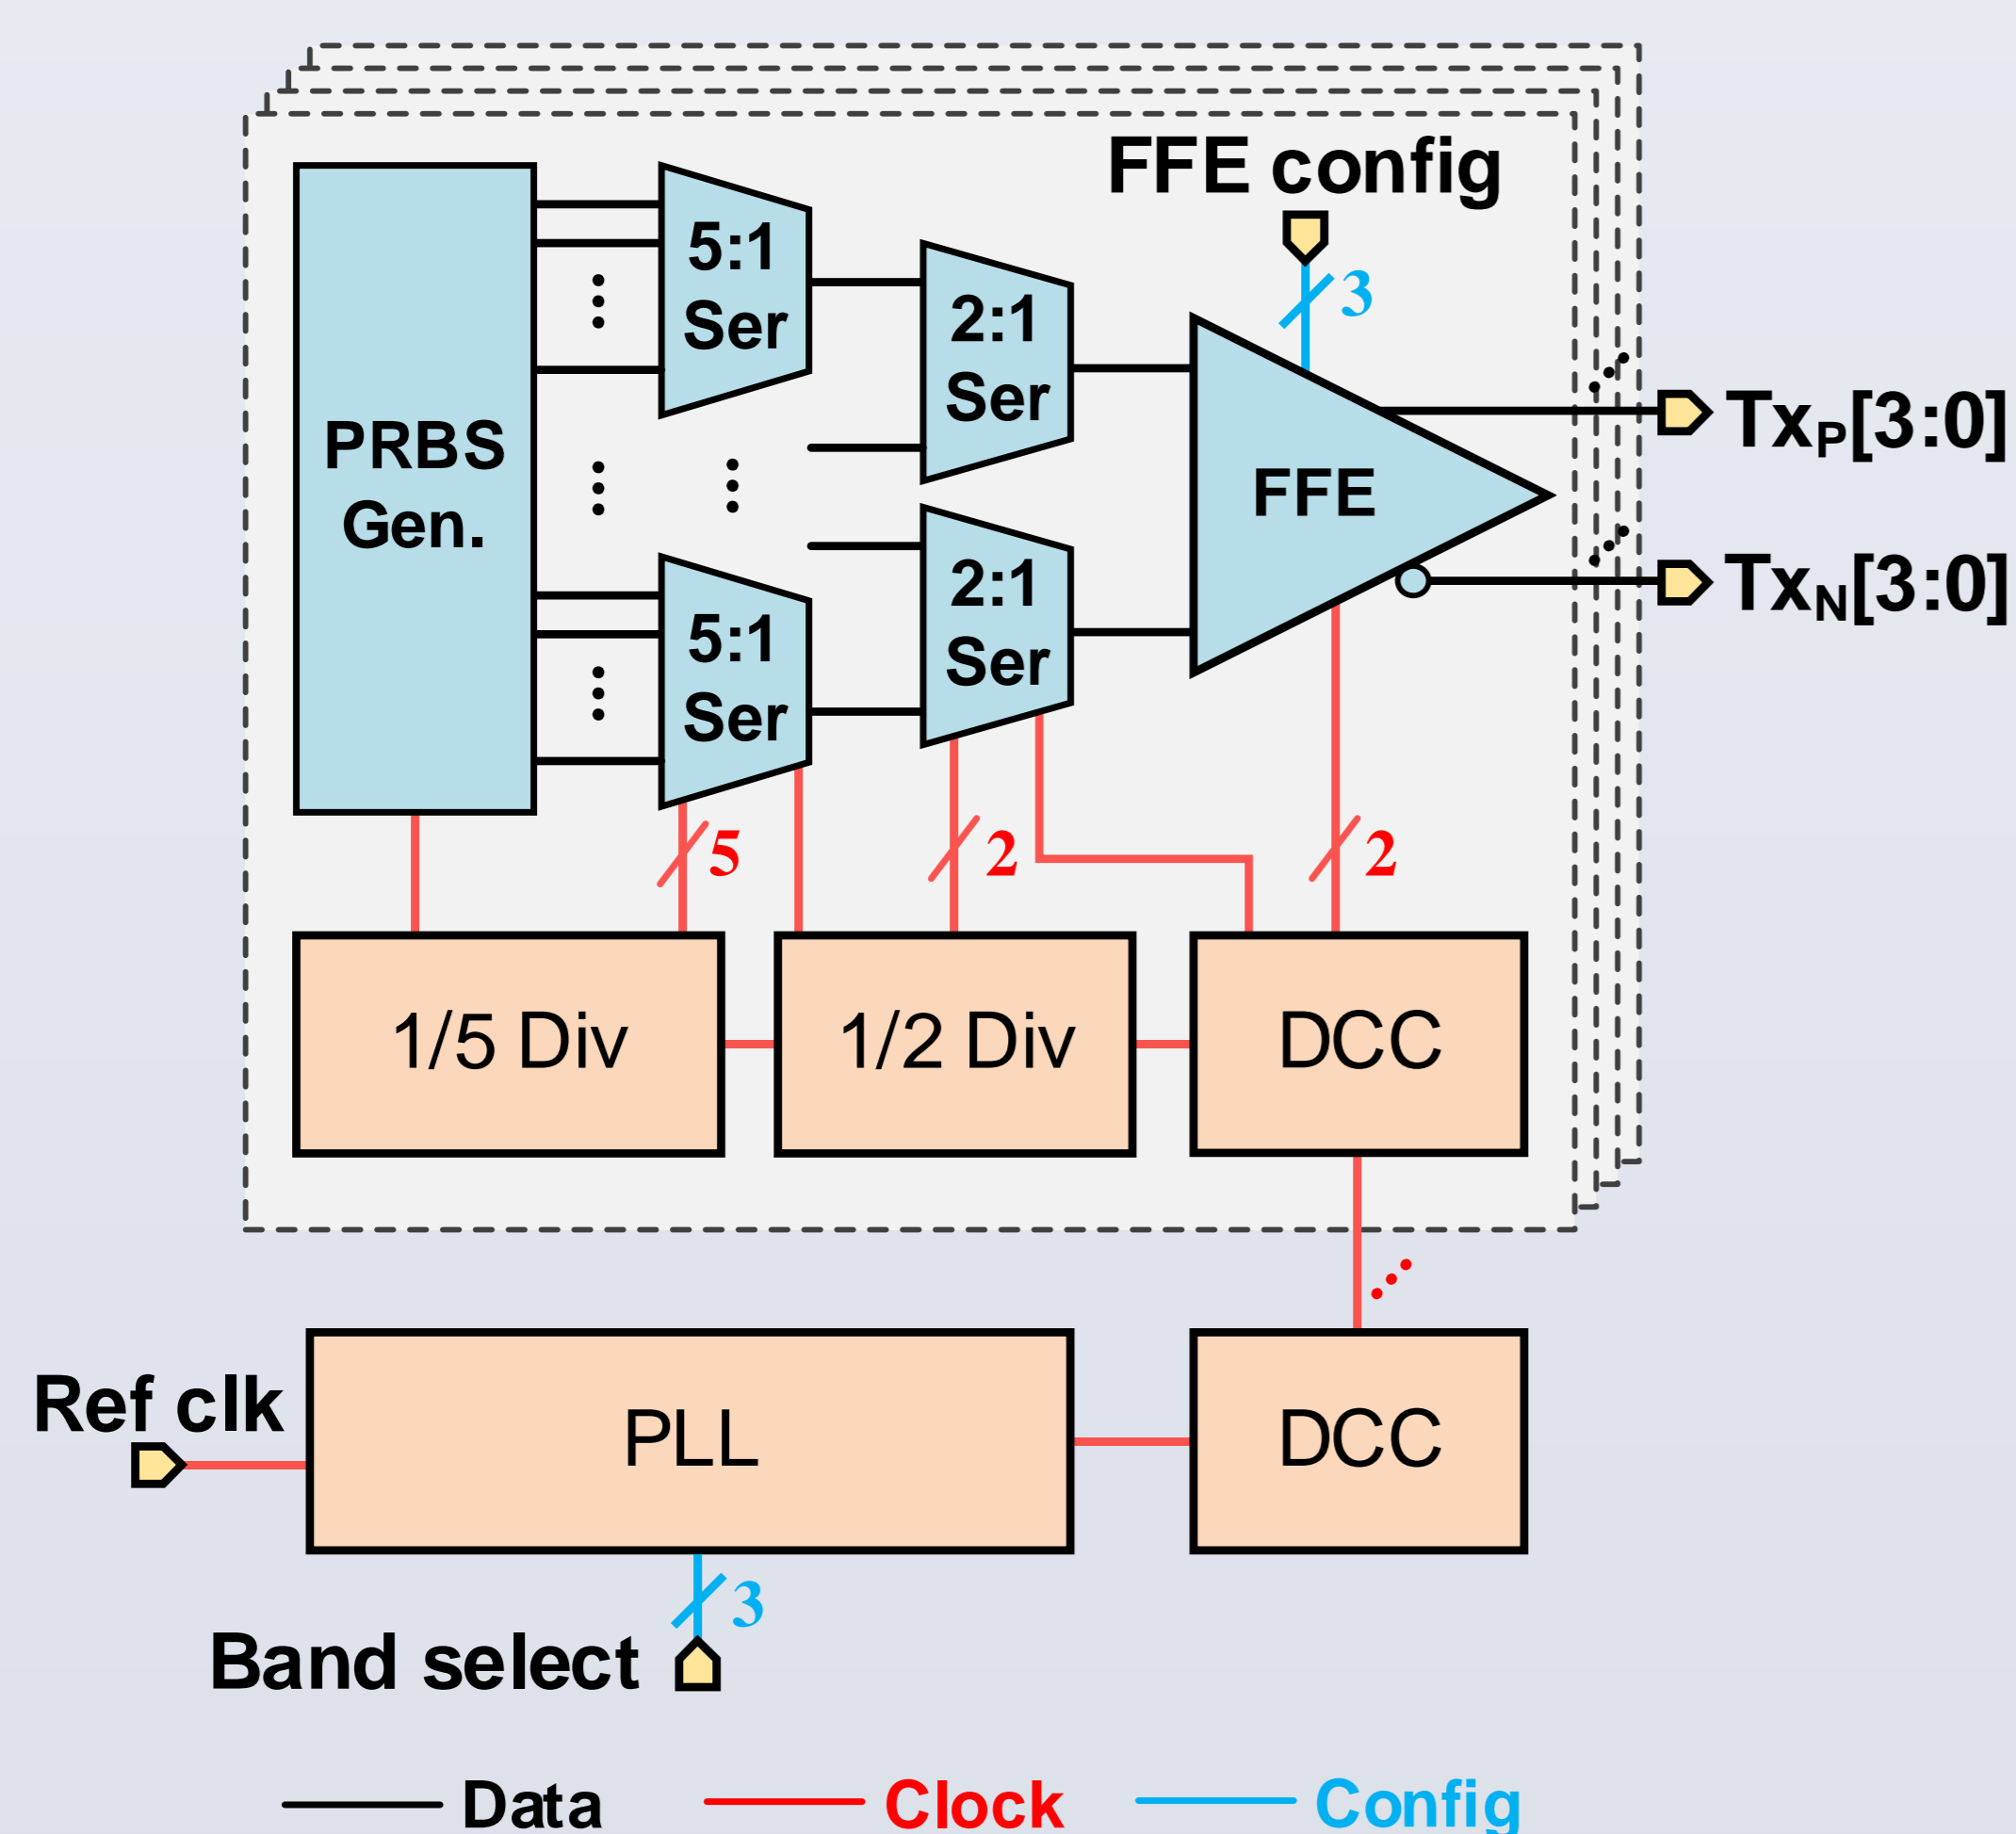 FFE config
3
5:1
Ser
2:1
Ser
PRBS
Gen.
FFE
TxP[3:0]
TxN[3:0]
5:1
Ser
2:1
Ser
5
2
2
1/5 Div
1/2 Div
DCC
Ref clk
PLL
DCC
3
Band select
Data
Clock
Config